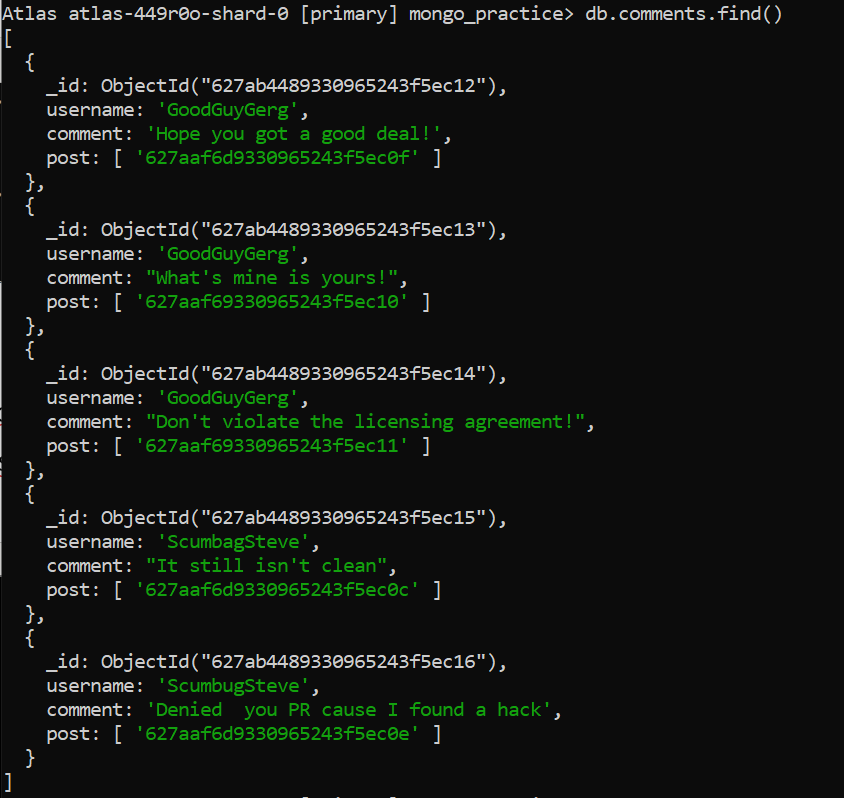 Atlas atlas-449r0o-shard-0 [primary] mongo_practice> db.comments.find()
[
  {
    _id: ObjectId("627ab4489330965243f5ec12"),
    username: 'GoodGuyGerg',
    comment: 'Hope you got a good deal!',
    post: [ '627aaf6d9330965243f5ec0f' ]
  },
  {
    _id: ObjectId("627ab4489330965243f5ec13"),
    username: 'GoodGuyGerg',
    comment: "What's mine is yours!",
    post: [ '627aaf69330965243f5ec10' ]
  },
  {
    _id: ObjectId("627ab4489330965243f5ec14"),
    username: 'GoodGuyGerg',
    comment: "Don't violate the licensing agreement!",
    post: [ '627aaf6d9330965243f5ec11' ]
  },
  {
    _id: ObjectId("627ab4489330965243f5ec15"),
    username: 'ScumbagSteve',
    comment: "It still isn't clean",
    post: [ '627aaf6d9330965243f5ec0c' ]
  },
  {
    _id: ObjectId("627ab4489330965243f5ec16"),
    username: 'ScumbugSteve',
    comment: 'Denied  you PR cause I found a hack',
    post: [ '627aaf6d9330965243f5ec0e' ]
  }
]